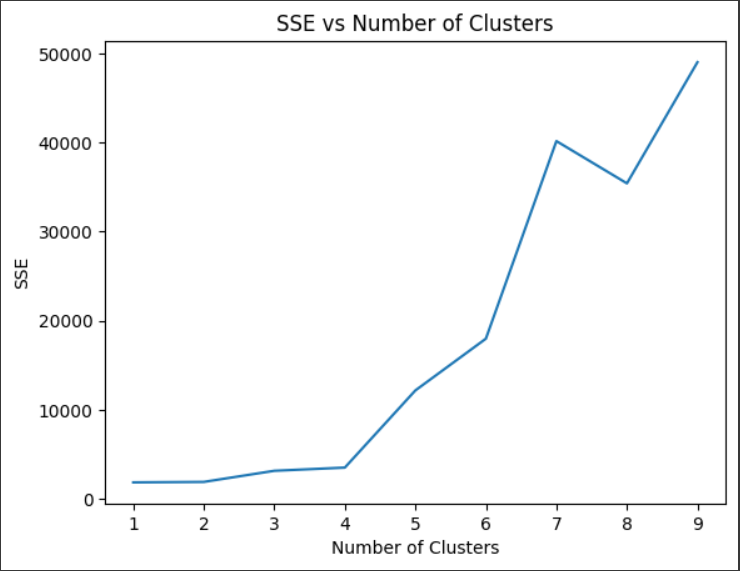 SSE vs Number of Clusters
50000
40000
30000
20000
10000
0
SSE
1 2 3 4 5 6 7 8 9
Number of Clusters